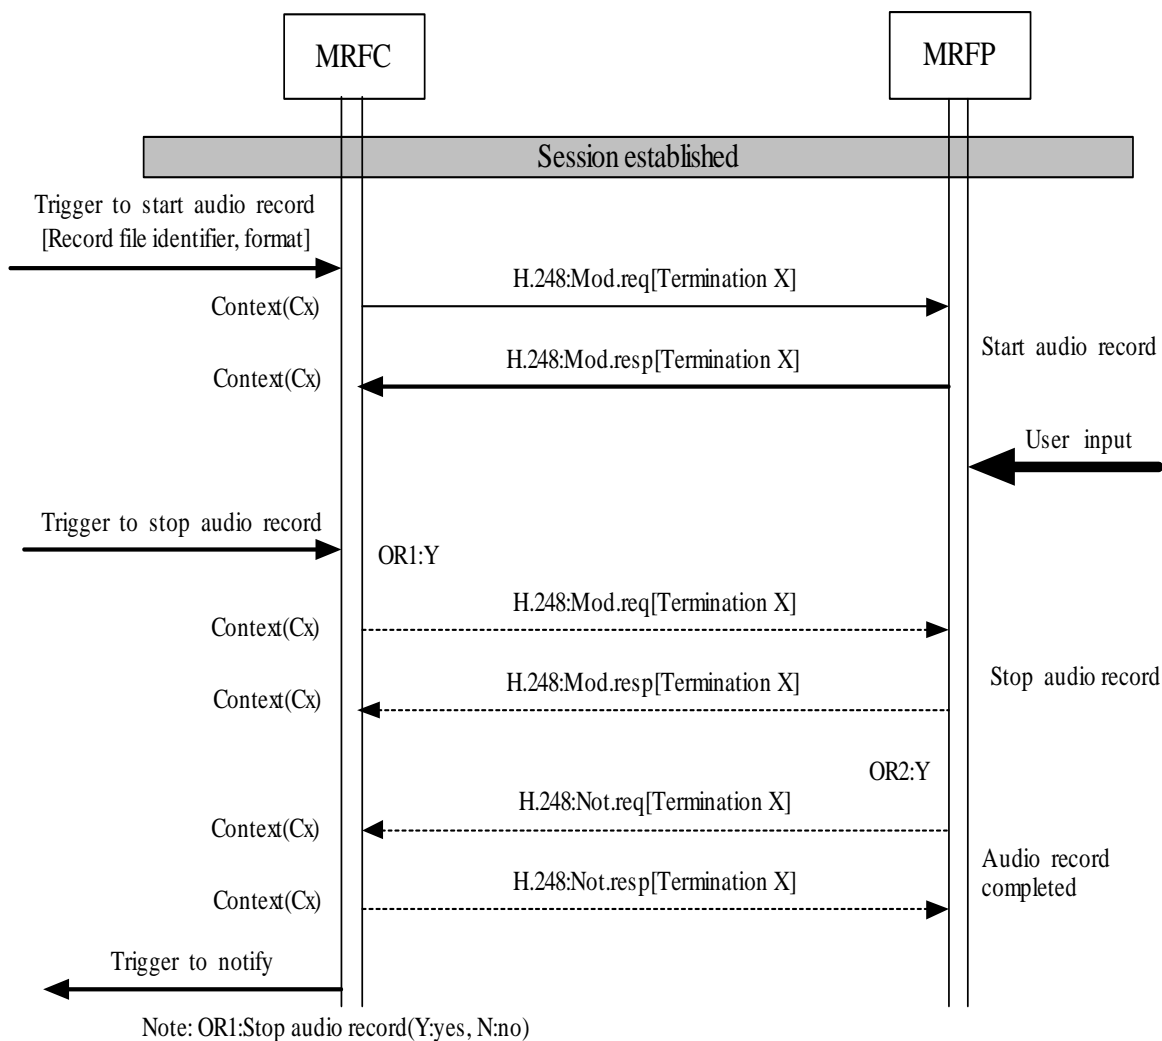 MRFC
MRFP
Session established
Trigger to start audio record
[Record file identifier, format]
H.248:Mod.req[Termination X]
Context(Cx)
Start audio record
H.248:Mod.resp[Termination X]
Context(Cx)
User input
Trigger to stop audio record
OR1:Y
H.248:Mod.req[Termination X]
Context(Cx)
Stop audio record
H.248:Mod.resp[Termination X]
Context(Cx)
OR2:Y
H.248:Not.req[Termination X]
Context(Cx)
Audio record
completed
H.248:Not.resp[Termination X]
Context(Cx)
Trigger to notify
Note: OR1:Stop audio record(Y:yes, N:no)